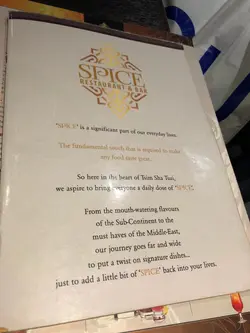 SPICE
RESTAURANT & BAR
"SPICE" is a significant part of our everyday lives.
The fundamental touch that is required to make
any food new great.
So here in the heart of Tsim Sha Tsui,
we aspire to bring everyone a daily dose of "SPICE".
From the mouth-watering flavours
of the Sub-Continent to the
must haves of the Middle-East,
our journey goes far and wide
to put a twist on signature dishes...
just to add a little bit of "SPICE" back into your lives.